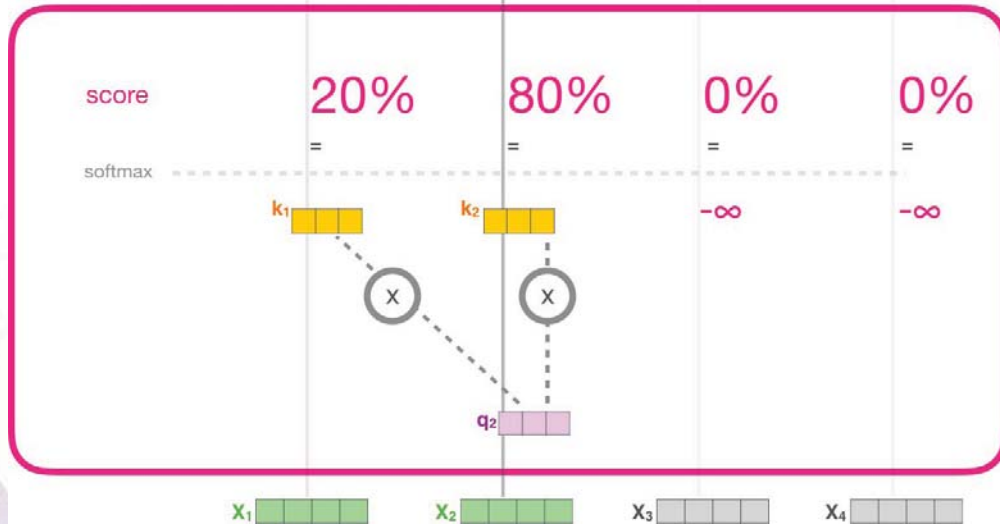 score 20% 80% 0% 0%
= = = =
softmax
k₁ k₂ -∞ -∞
X X
q₂
X₁ X₂ X₃ X₄